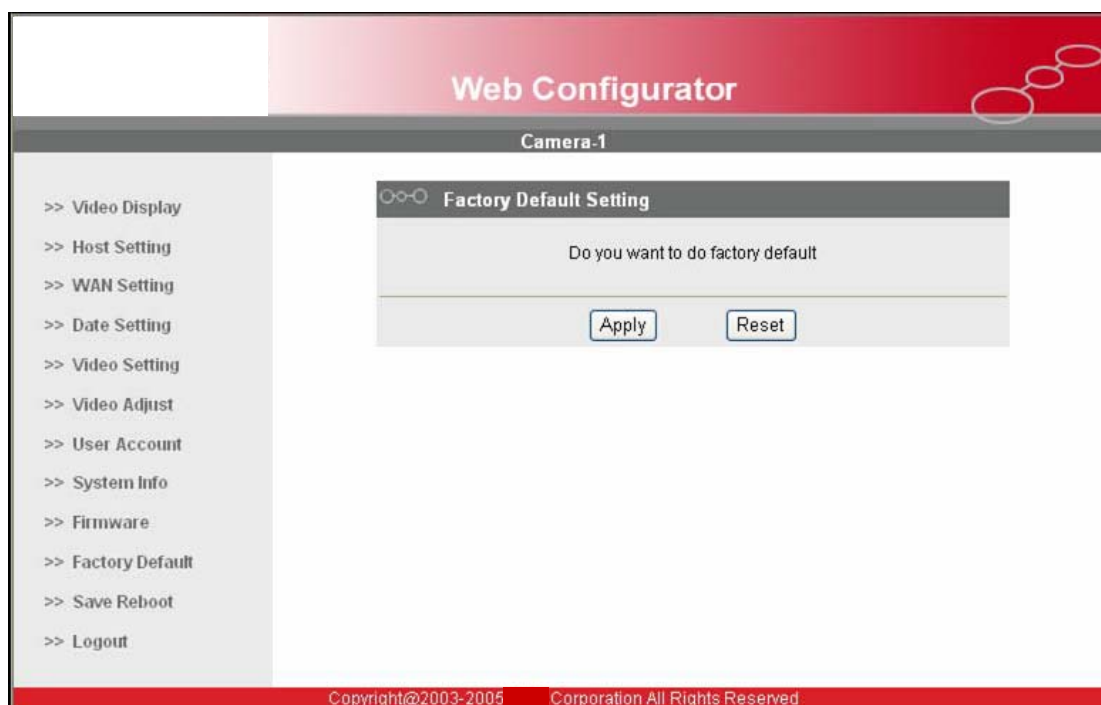 Web Configurator
Camera-1
>> Video Display
>> Host Setting
>> WAN Setting
>> Date Setting
>> Video Setting
>> Video Adjust
>> User Account
>> System Info
>> Firmware
>> Factory Default
>> Save Reboot
>> Logout
Factory Default Setting
Do you want to do factory default
Apply Reset
Copyright@2003-2005 Corporation All Rights Reserved